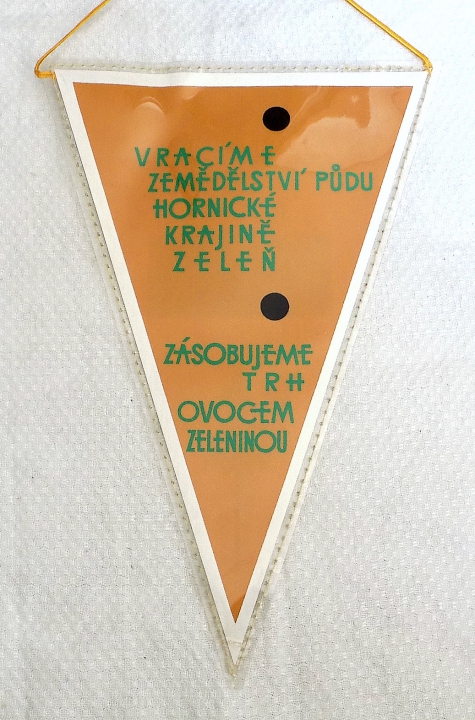 VRACÍME
ZEMĚDĚLSTVÍ PŮDU
HORNICKÉ
KRAJINĚ
ZELEŇ
ZÁSOBUJEME
TRH
OVOCEM
ZELENINOU